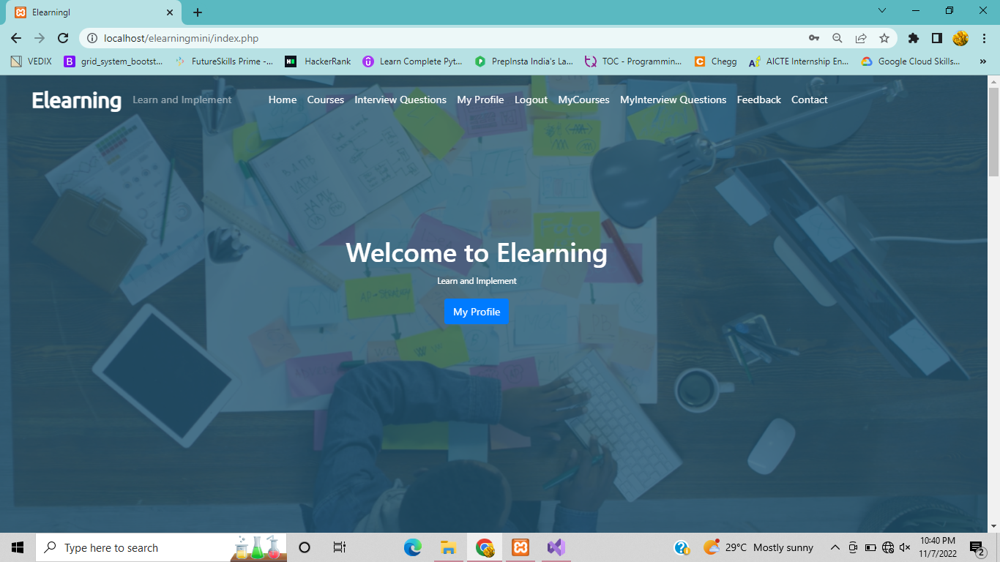 ElearningI
localhost/elearningmini/index.php
VEDIX
grid_system_bootst...
FutureSkills Prime -...
HackerRank
Learn Complete Pyt...
PrepInsta India's La...
TOC - Programmin...
Chegg
AICTE Internship En...
Google Cloud Skills...
Elearning Learn and Implement Home Courses Interview Questions My Profile Logout MyCourses MyInterview Questions Feedback Contact
Welcome to Elearning
Learn and Implement
My Profile
Type here to search
29°C Mostly sunny
10:40 PM
11/7/2022
2